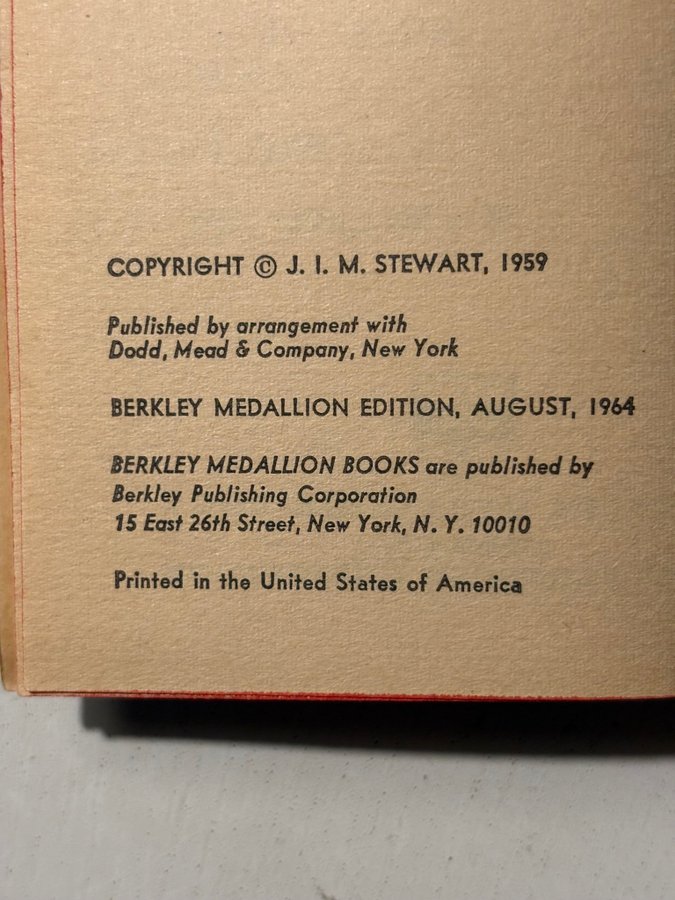 COPYRIGHT © J. I. M. STEWART, 1959
Published by arrangement with
Dodd, Mead & Company, New York
BERKLEY MEDALLION EDITION, AUGUST, 1964
BERKLEY MEDALLION BOOKS are published by
Berkley Publishing Corporation
15 East 26th Street, New York, N. Y. 10010
Printed in the United States of America